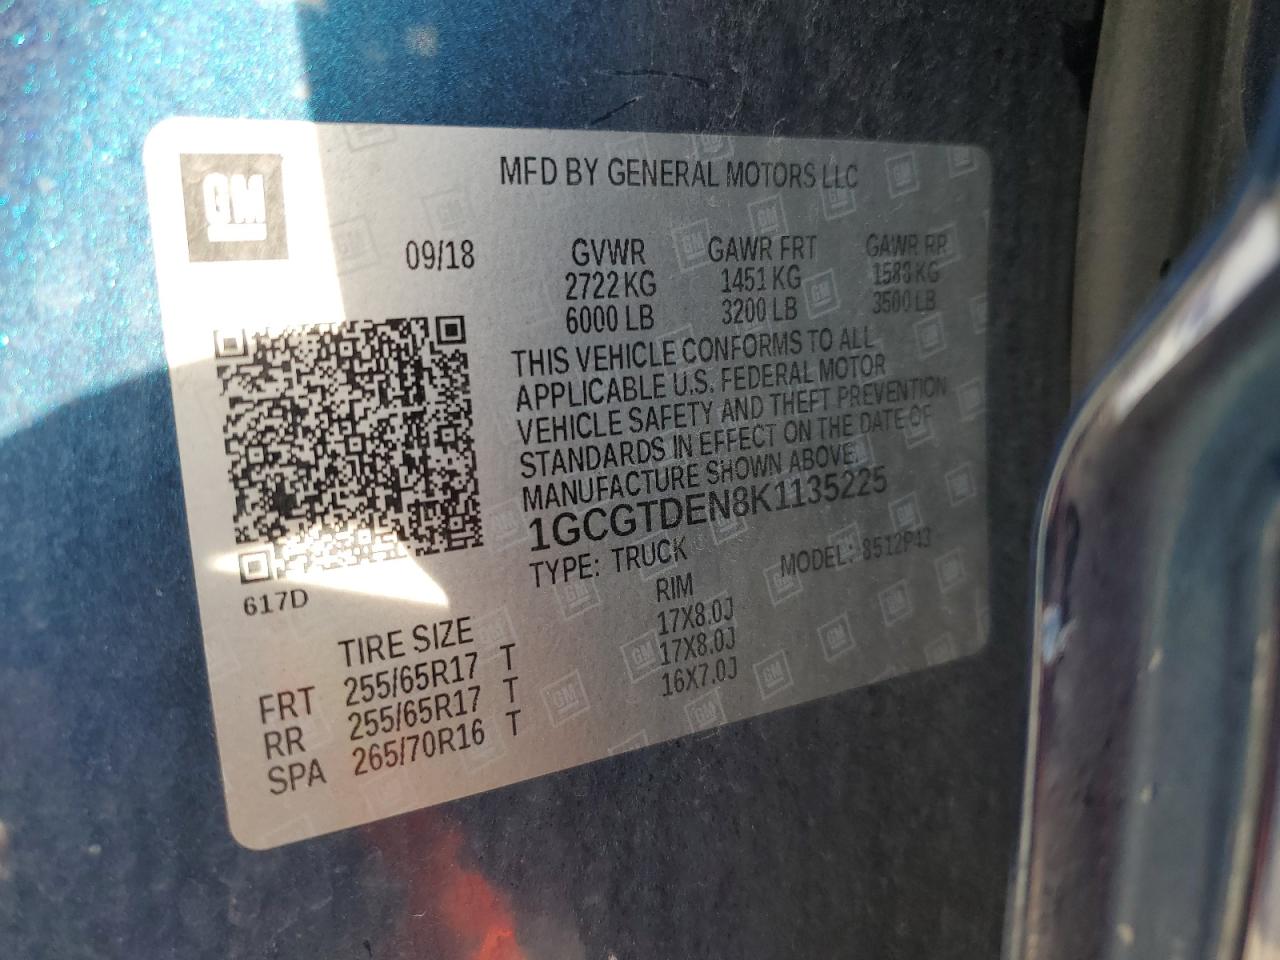 GM
MFD BY GENERAL MOTORS LLC
09/18 GVWR GAWR FRT GAWR RR
2722 KG 1451 KG 1588 KG
6000 LB 3200 LB 3500 LB
THIS VEHICLE CONFORMS TO ALL
APPLICABLE U.S. FEDERAL MOTOR
VEHICLE SAFETY AND THEFT PREVENTION
STANDARDS IN EFFECT ON THE DATE OF
MANUFACTURE SHOWN ABOVE.
1GCGTDEN8K1135225
TYPE: TRUCK MODEL: 8512P43
617D
TIRE SIZE RIM
FRT 255/65R17 T 17X8.0J
RR 255/65R17 T 17X8.0J
SPA 265/70R16 T 16X7.0J